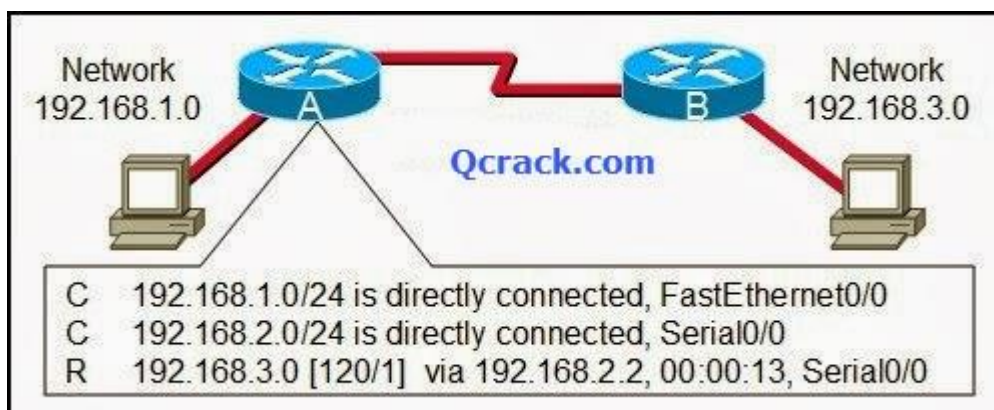 Network
192.168.1.0
A
B
Network
192.168.3.0
Qcrack.com
C 192.168.1.0/24 is directly connected, FastEthernet0/0
C 192.168.2.0/24 is directly connected, Serial0/0
R 192.168.3.0 [120/1] via 192.168.2.2, 00:00:13, Serial0/0